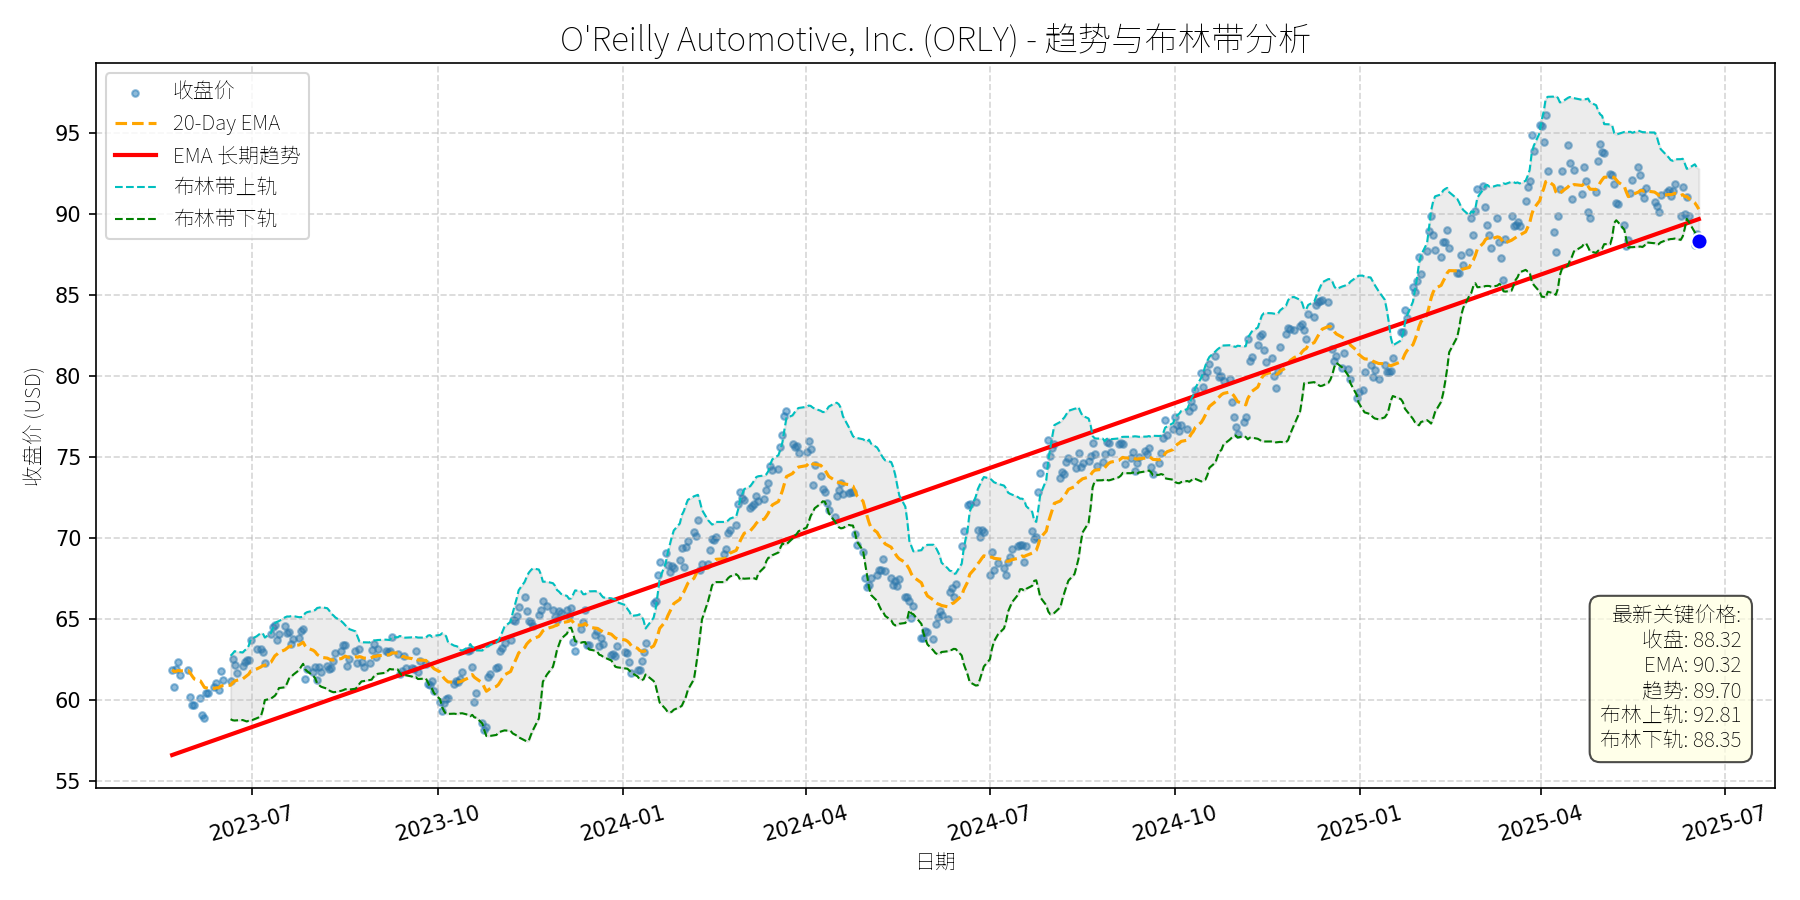 O'Reilly Automotive, Inc. (ORLY) - 趋势与布林带分析
收盘价
20-Day EMA
EMA 长期趋势
布林带上轨
布林带下轨
收盘价 (USD)
95
90
85
80
75
70
65
60
55
最新关键价格:
收盘: 88.32
EMA: 90.32
趋势: 89.70
布林上轨: 92.81
布林下轨: 88.35
2023-07
2023-10
2024-01
2024-04
2024-07
2024-10
2025-01
2025-04
2025-07
日期